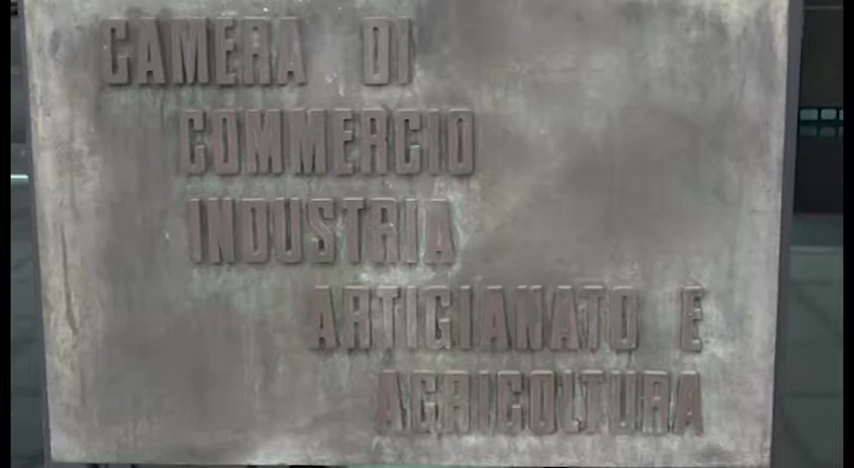 CAMERA DI
COMMERCIO
INDUSTRIA
ARTIGIANATO E
AGRICOLTURA